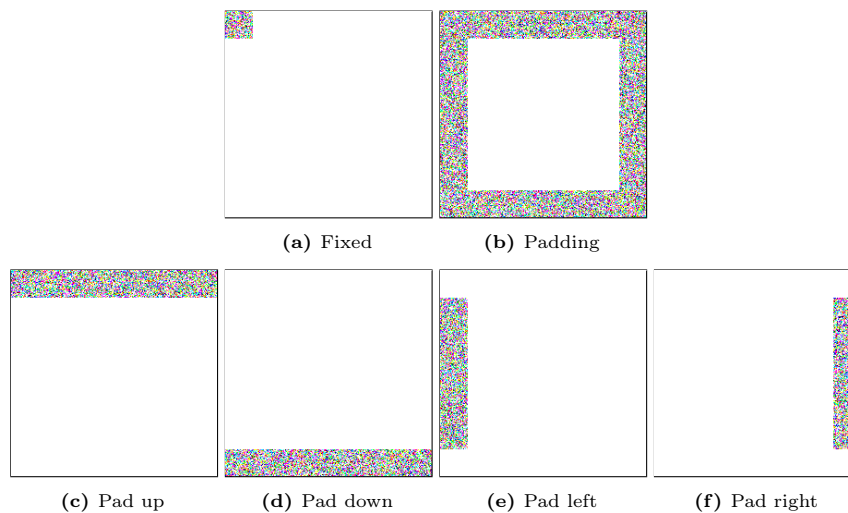 (a) Fixed
(b) Padding
(c) Pad up
(d) Pad down
(e) Pad left
(f) Pad right